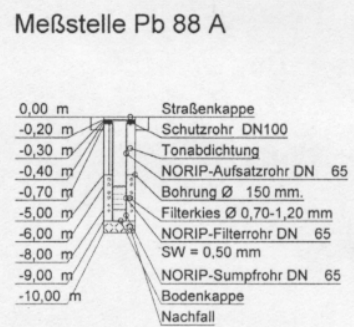 Meßstelle Pb 88 A
0,00 m Straßenkappe
-0,20 m Schutzrohr DN100
-0,30 m Tonabdichtung
-0,40 m NORIP-Aufsatzrohr DN 65
-0,70 m Bohrung Ø 150 mm.
-5,00 m Filterkies Ø 0,70-1,20 mm
-6,00 m NORIP-Filterrohr DN 65
-8,00 m SW = 0,50 mm
-9,00 m NORIP-Sumpfrohr DN 65
-10,00 m Bodenkappe
Nachfall